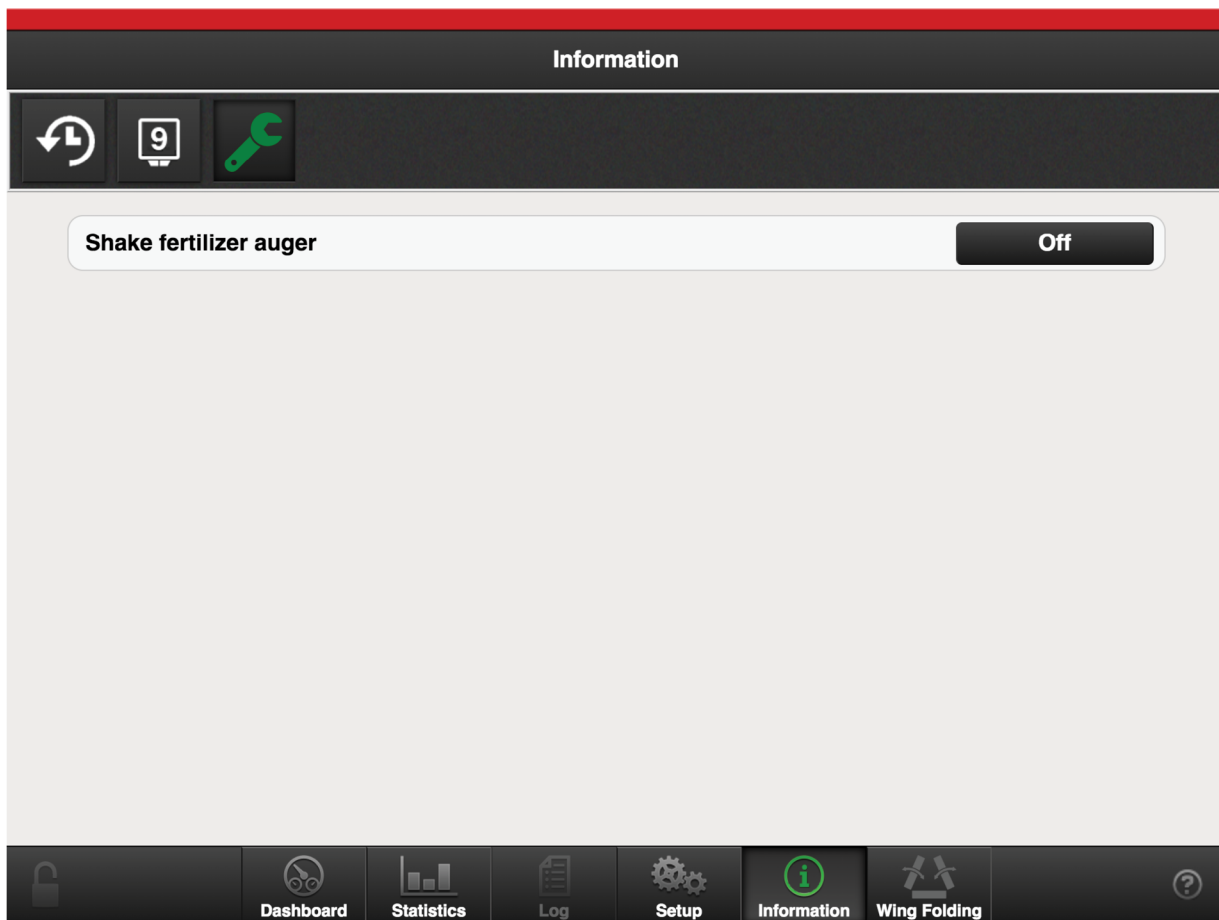 Information
9
Shake fertilizer auger
Off
Dashboard
Statistics
Log
Setup
Information
Wing Folding